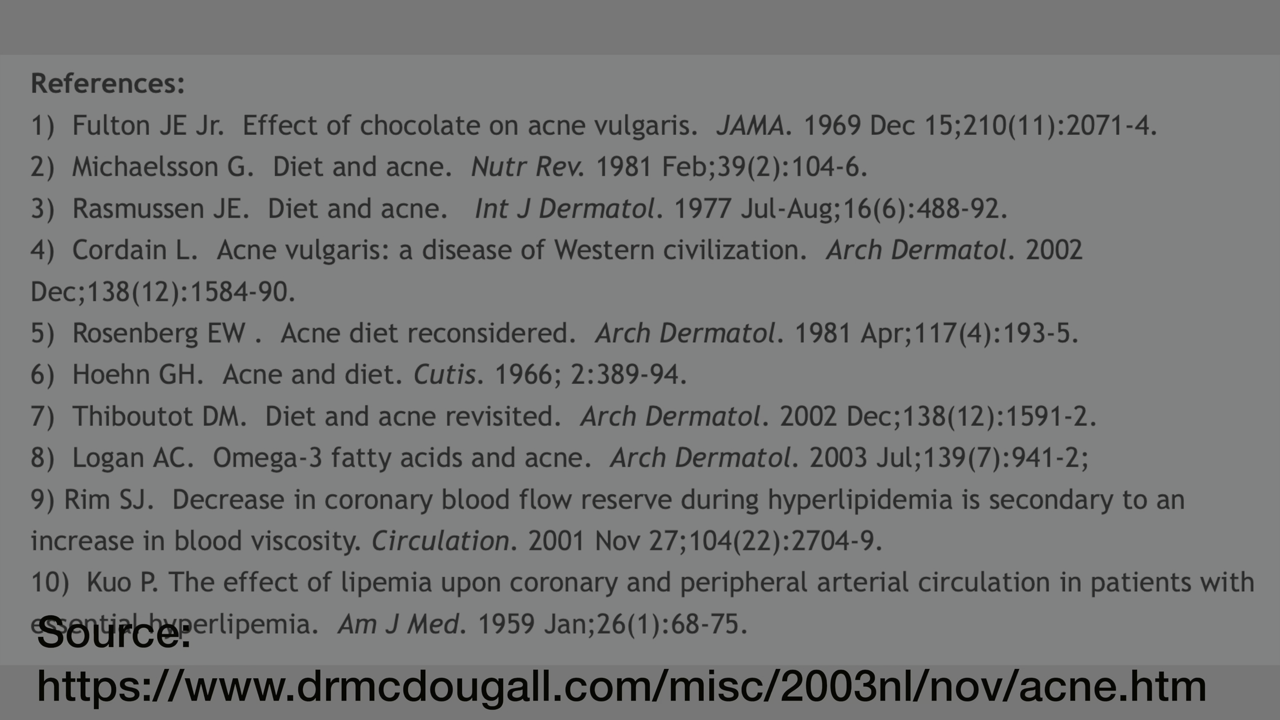 References:
1)  Fulton JE Jr.  Effect of chocolate on acne vulgaris.  JAMA. 1969 Dec 15;210(11):2071-4.
2)  Michaelsson G.  Diet and acne.  Nutr Rev. 1981 Feb;39(2):104-6.
3)  Rasmussen JE.  Diet and acne.   Int J Dermatol. 1977 Jul-Aug;16(6):488-92.
4)  Cordain L.  Acne vulgaris: a disease of Western civilization.  Arch Dermatol. 2002
Dec;138(12):1584-90.
5)  Rosenberg EW .  Acne diet reconsidered.  Arch Dermatol. 1981 Apr;117(4):193-5.
6)  Hoehn GH.  Acne and diet. Cutis. 1966; 2:389-94.
7)  Thiboutot DM.  Diet and acne revisited.  Arch Dermatol. 2002 Dec;138(12):1591-2.
8)  Logan AC.  Omega-3 fatty acids and acne.  Arch Dermatol. 2003 Jul;139(7):941-2;
9) Rim SJ.  Decrease in coronary blood flow reserve during hyperlipidemia is secondary to an
increase in blood viscosity. Circulation. 2001 Nov 27;104(22):2704-9.
10)  Kuo P. The effect of lipemia upon coronary and peripheral arterial circulation in patients with
essential hyperlipemia.  Am J Med. 1959 Jan;26(1):68-75.
Source:
https://www.drmcdougall.com/misc/2003nl/nov/acne.htm